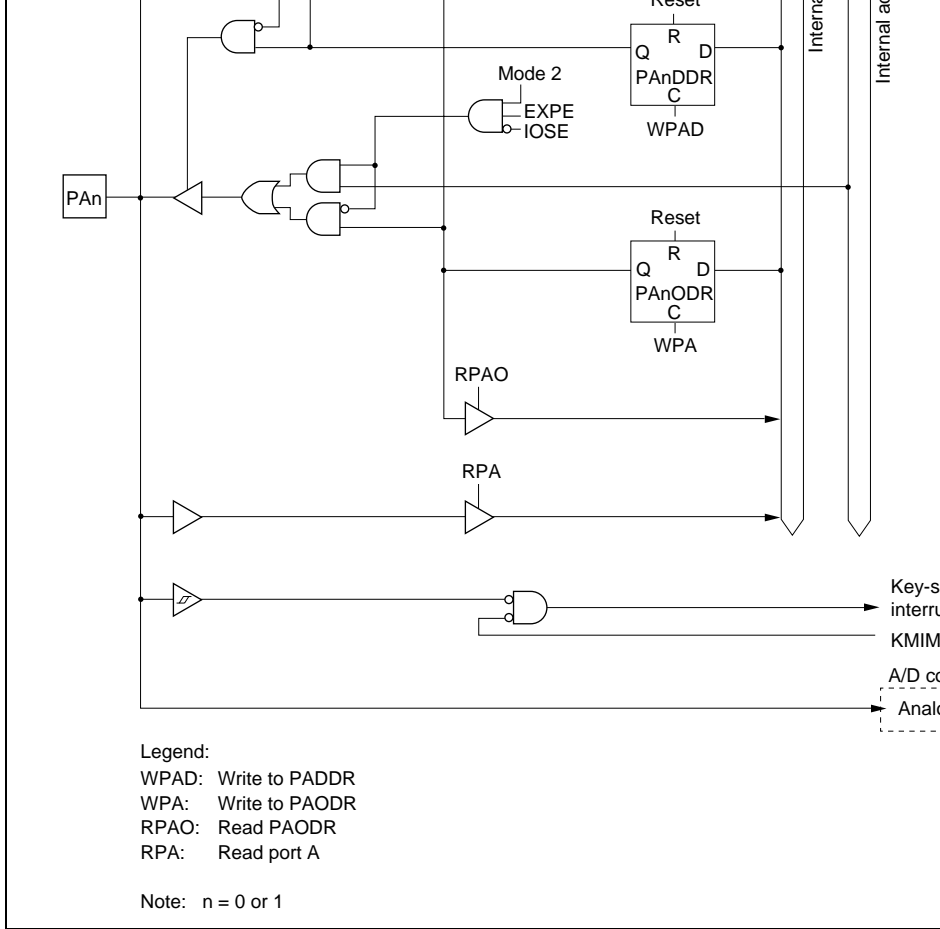 Reset
R
Q D
PAnDDR
C
WPAD
Mode 2
EXPE
IOSE
PAn
Reset
R
Q D
PAnODR
C
WPA
RPAO
RPA
Internal
KMIM
A/D
Legend:
WPAD: Write to PADDR
WPA: Write to PAODR
RPAO: Read PAODR
RPA: Read port A
Note: n = 0 or 1